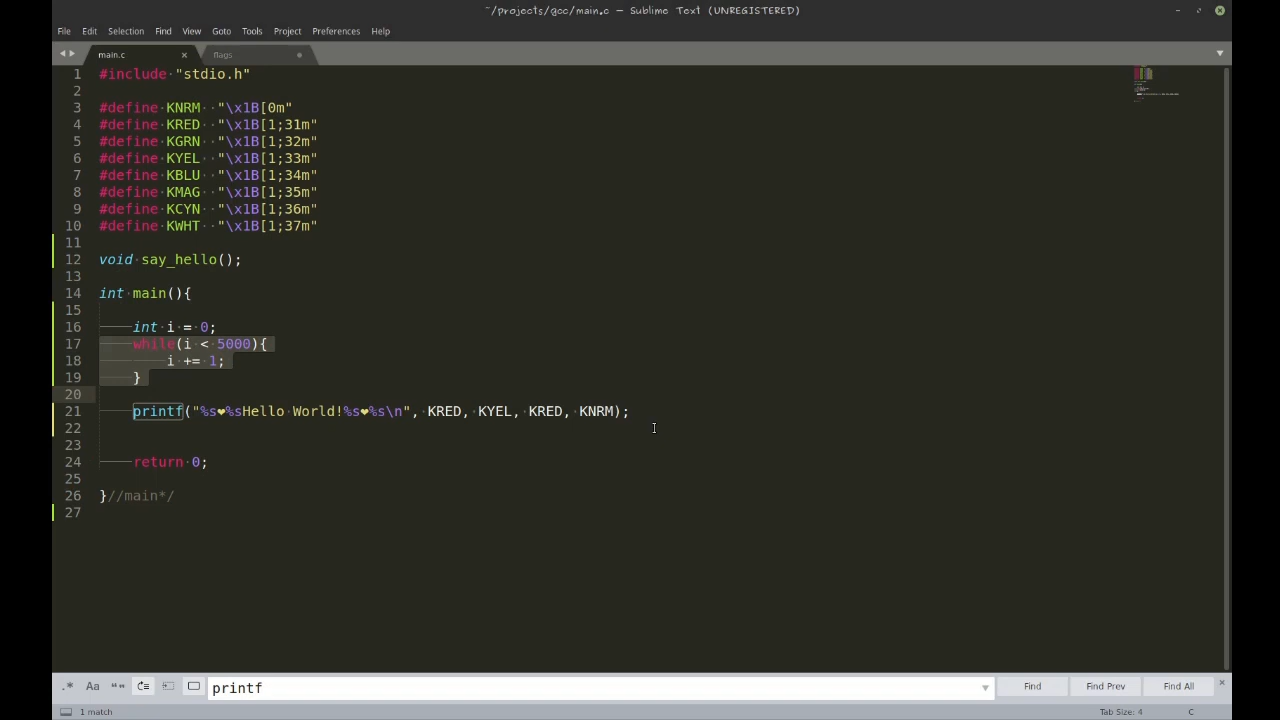 ~/projects/gcc/main.c — Sublime Text (UNREGISTERED)
File Edit Selection Find View Goto Tools Project Preferences Help
main.c flags
1 #include "stdio.h"
2
3 #define KNRM  "\x1B[0m"
4 #define KRED  "\x1B[1;31m"
5 #define KGRN  "\x1B[1;32m"
6 #define KYEL  "\x1B[1;33m"
7 #define KBLU  "\x1B[1;34m"
8 #define KMAG  "\x1B[1;35m"
9 #define KCYN  "\x1B[1;36m"
10 #define KWHT  "\x1B[1;37m"
11
12 void say_hello();
13
14 int main(){
15
16     int i = 0;
17     while(i < 5000){
18         i += 1;
19     }
20
21     printf("%s❤%sHello World!%s❤%s\n", KRED, KYEL, KRED, KNRM);
22
23
24     return 0;
25
26 }//main*/
27
.* Aa “” printf Find Find Prev Find All
1 match Tab Size: 4 C